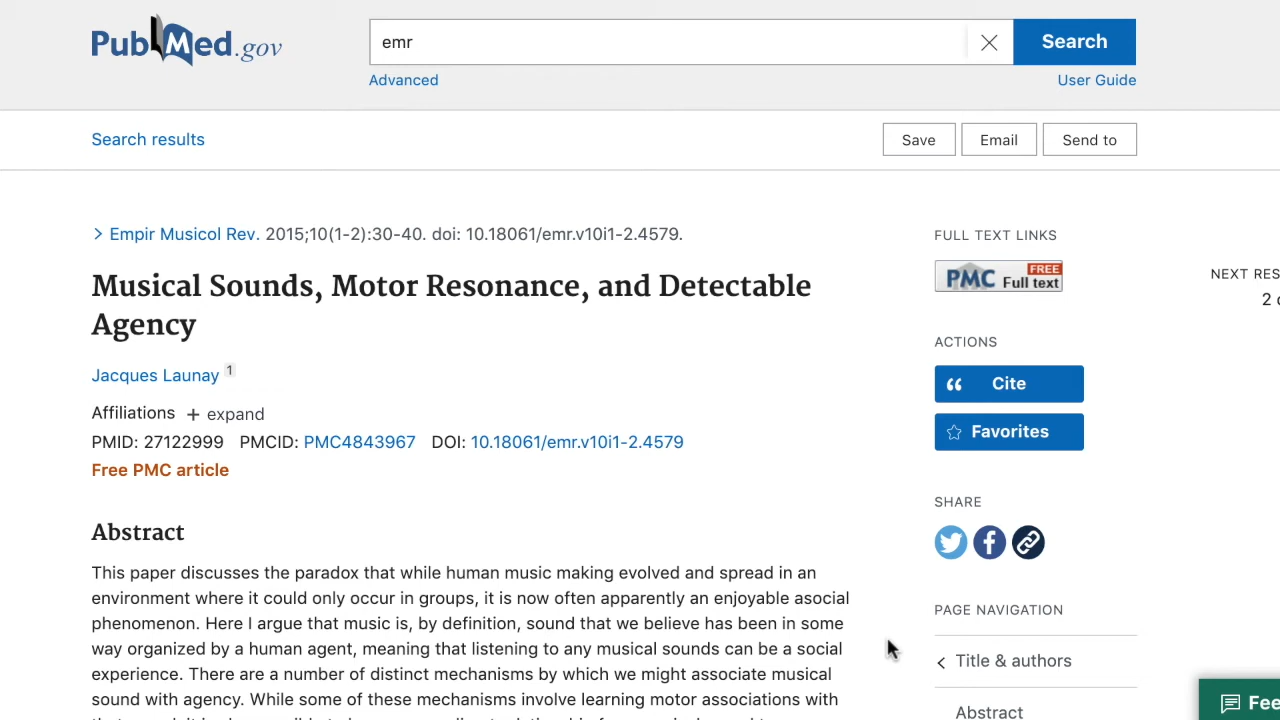 PubMed.gov
emr
Search
Advanced
User Guide
Search results
Save
Email
Send to
> Empir Musicol Rev. 2015;10(1-2):30-40. doi: 10.18061/emr.v10i1-2.4579.
Musical Sounds, Motor Resonance, and Detectable
Agency
Jacques Launay 1
Affiliations + expand
PMID: 27122999 PMCID: PMC4843967 DOI: 10.18061/emr.v10i1-2.4579
Free PMC article
Abstract
This paper discusses the paradox that while human music making evolved and spread in an
environment where it could only occur in groups, it is now often apparently an enjoyable asocial
phenomenon. Here I argue that music is, by definition, sound that we believe has been in some
way organized by a human agent, meaning that listening to any musical sounds can be a social
experience. There are a number of distinct mechanisms by which we might associate musical
sound with agency. While some of these mechanisms involve learning motor associations with
FULL TEXT LINKS
PMC FREE Full text
ACTIONS
Cite
Favorites
SHARE
PAGE NAVIGATION
Title & authors
Abstract
NEXT RES
2
Fee